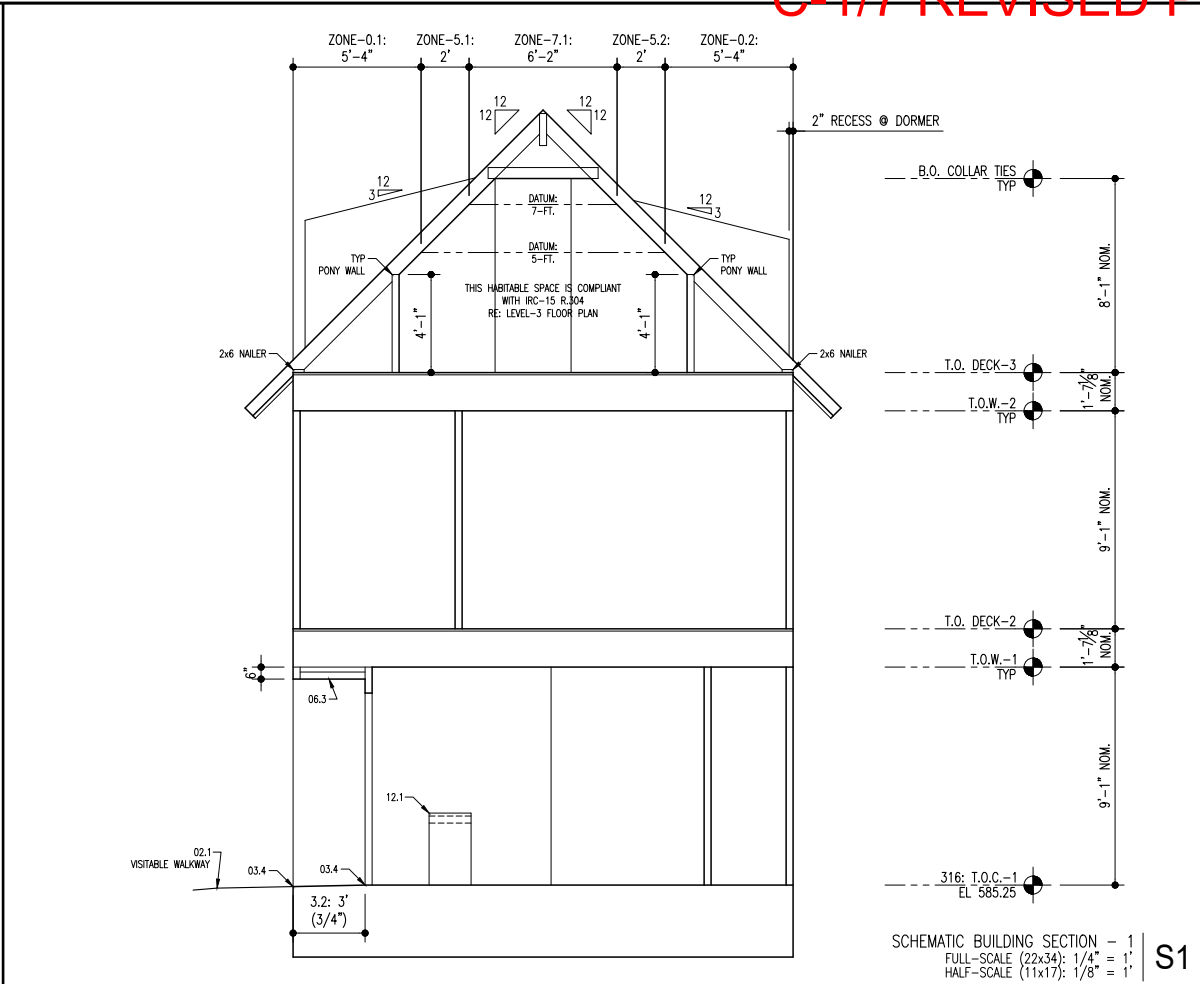 ZONE-0.1:
5'-4"
ZONE-5.1:
2'
ZONE-7.1:
6'-2"
ZONE-5.2:
2'
ZONE-0.2:
5'-4"
12
12
12
12
2" RECESS @ DORMER
B.O. COLLAR TIES
TYP
12
3
12
3
DATUM:
7-FT.
DATUM:
5-FT.
TYP
PONY WALL
TYP
PONY WALL
THIS HABITABLE SPACE IS COMPLIANT
WITH IRC-15 R.304
RE: LEVEL-3 FLOOR PLAN
4'-1"
4'-1"
8'-1" NOM.
2x6 NAILER
2x6 NAILER
T.O. DECK-3
1'-7⅞"
NOM.
T.O.W.-2
TYP
9'-1" NOM.
T.O. DECK-2
1'-7⅞"
NOM.
T.O.W.-1
TYP
6"
06.3
9'-1" NOM.
12.1
02.1
VISITABLE WALKWAY
03.4
03.4
316: T.O.C.-1
EL 585.25
3.2: 3'
(3/4")
SCHEMATIC BUILDING SECTION - 1
FULL-SCALE (22x34): 1/4" = 1'
HALF-SCALE (11x17): 1/8" = 1'
S1